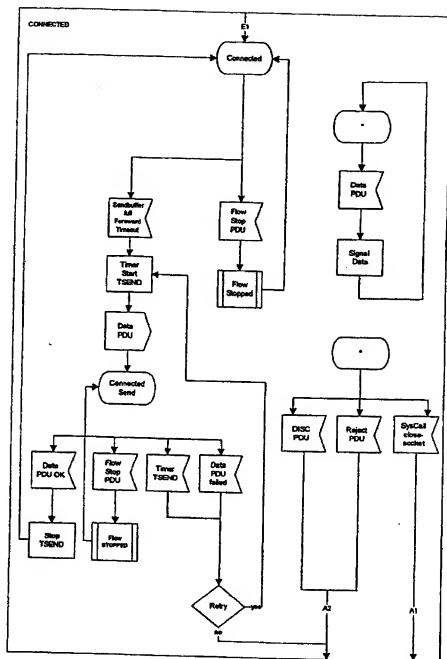 CONNECTED
E1
Connected
Sendbuffer
full
Foreward
Timeout
Flow
Stop
PDU
Timer
Start
TSEND
Flow
Stopped
Data
PDU
Connected
Send
Data
PDU OK
Flow
Stop
PDU
Timer
TSEND
Data
PDU
failed
Stop
TSEND
Flow
STOPPED
Retry
yes
no
*
Data
PDU
Signal
Data
*
DISC
PDU
Reject
PDU
SysCall
close-
socket
A2
A1